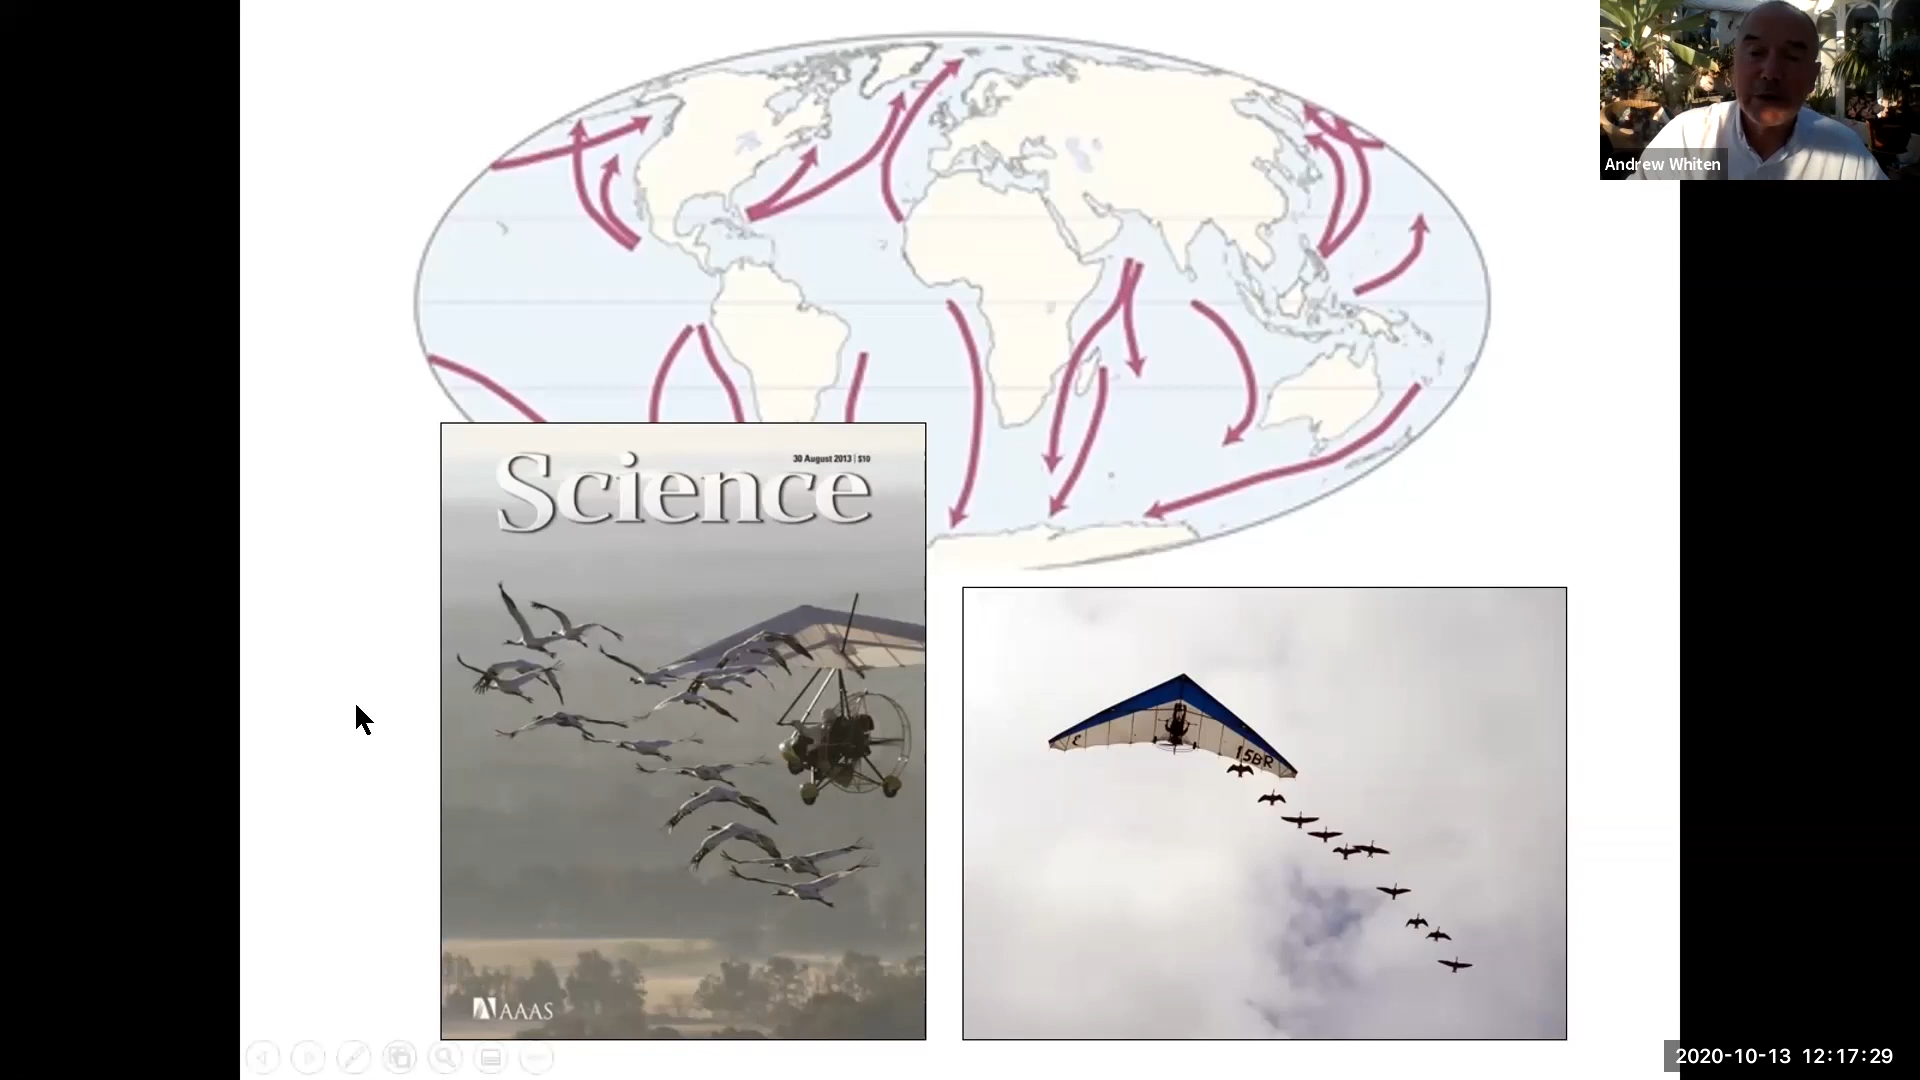 Andrew Whiten
30 August 2013 | $10
Science
15BR
AAAS
2020-10-13 12:17:29